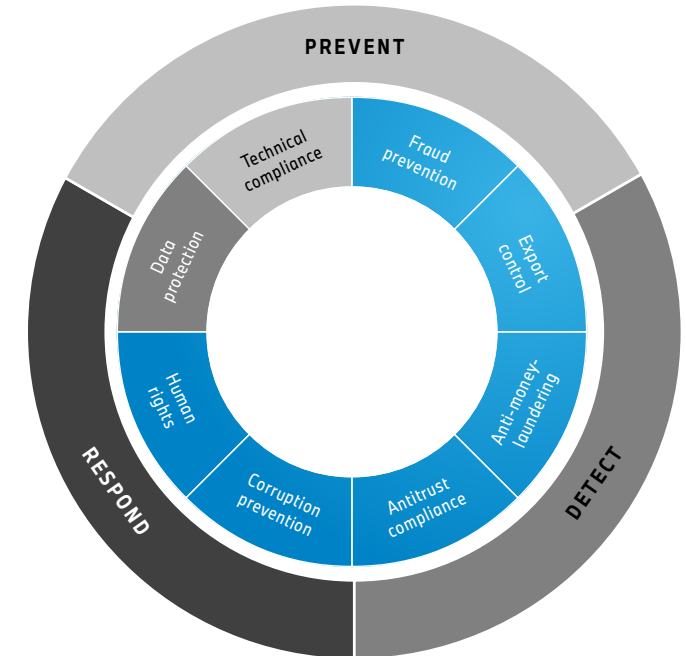 PREVENT
Technical
compliance
Fraud
prevention
Export
control
Anti-money-
laundering
Antitrust
compliance
Corruption
prevention
Human
rights
Data
protection
DETECT
RESPOND